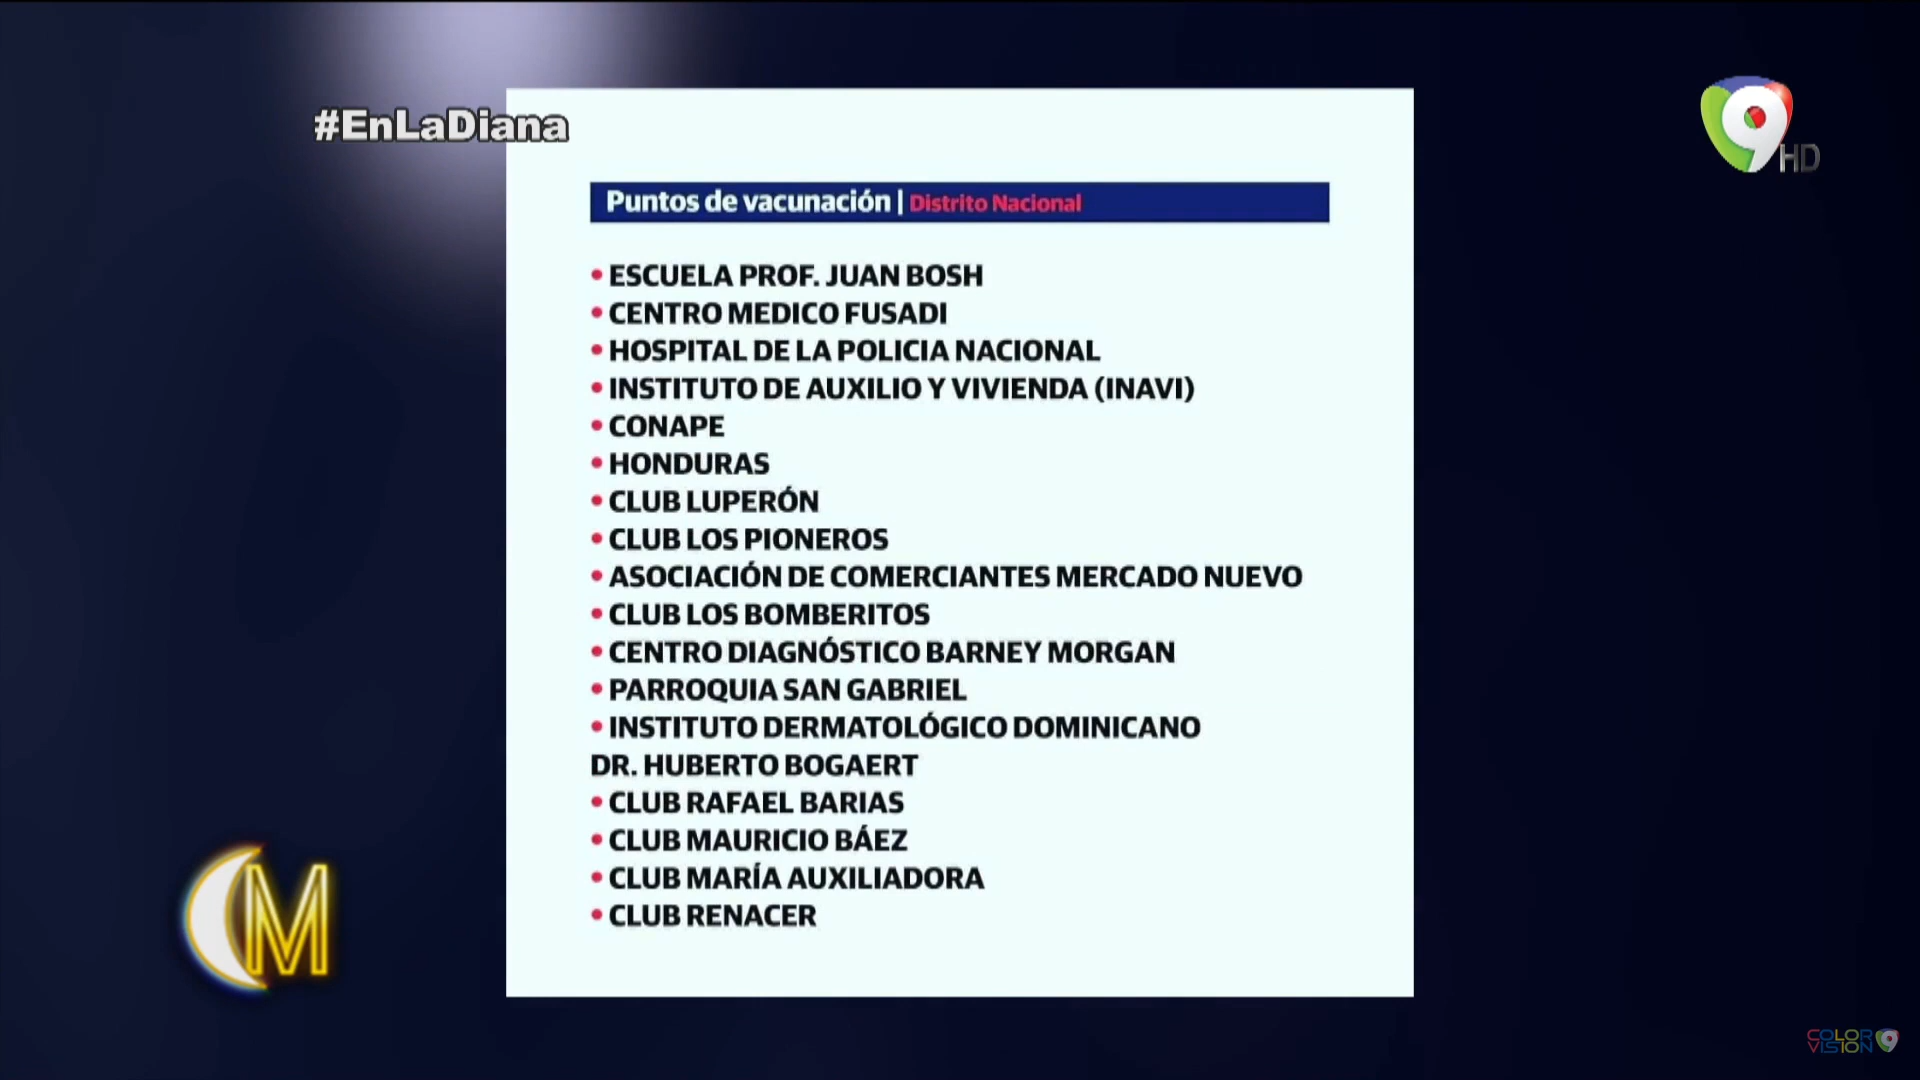 #EnLaDiana
9HD
Puntos de vacunación | Distrito Nacional
• ESCUELA PROF. JUAN BOSH
• CENTRO MEDICO FUSADI
• HOSPITAL DE LA POLICIA NACIONAL
• INSTITUTO DE AUXILIO Y VIVIENDA (INAVI)
• CONAPE
• HONDURAS
• CLUB LUPERÓN
• CLUB LOS PIONEROS
• ASOCIACIÓN DE COMERCIANTES MERCADO NUEVO
• CLUB LOS BOMBERITOS
• CENTRO DIAGNÓSTICO BARNEY MORGAN
• PARROQUIA SAN GABRIEL
• INSTITUTO DERMATOLÓGICO DOMINICANO
DR. HUBERTO BOGAERT
• CLUB RAFAEL BARIAS
• CLUB MAURICIO BÁEZ
• CLUB MARÍA AUXILIADORA
• CLUB RENACER
M
COLOR
VISION 9